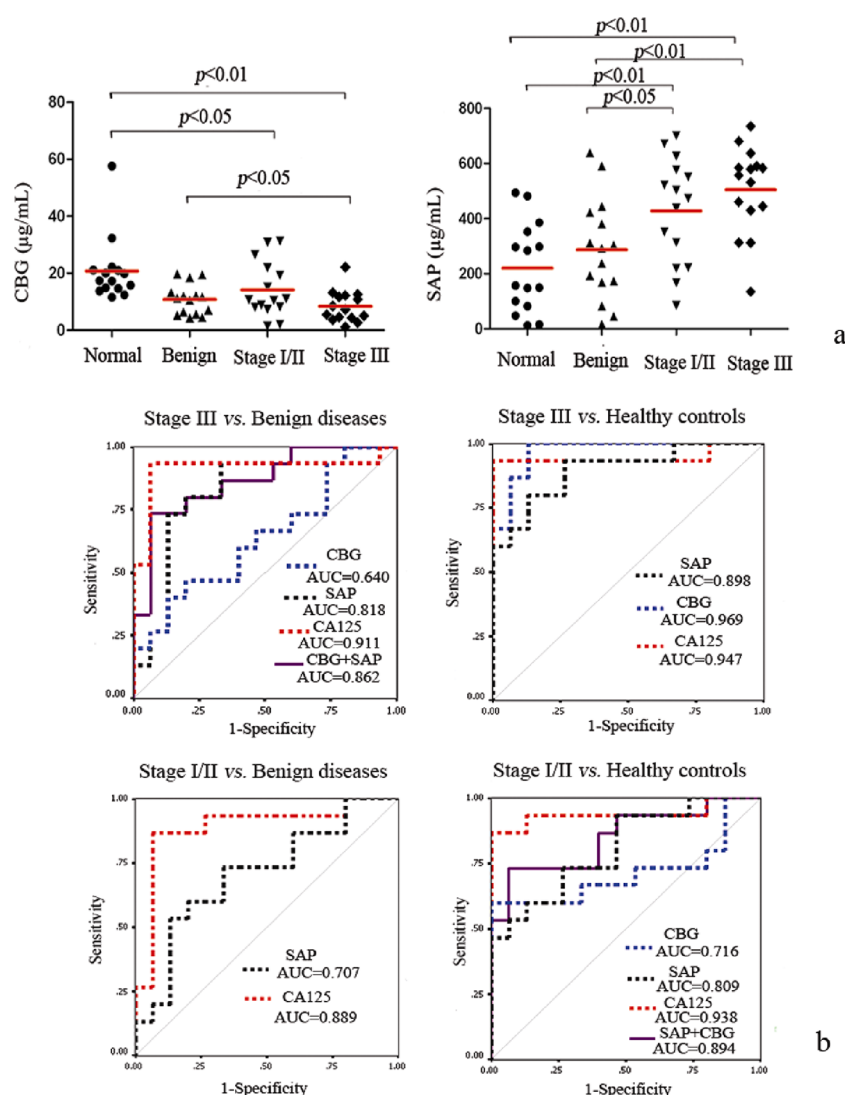 p<0.01
p<0.05
p<0.05
80
60
40
20
0
CBG (µg/mL)
Normal
Benign
Stage I/II
Stage III
p<0.01
p<0.01
p<0.01
p<0.05
800
600
400
200
0
SAP (µg/mL)
Normal
Benign
Stage I/II
Stage III
a
Stage III vs. Benign diseases
1.00
.75
.50
.25
0.00
Sensitivity
CBG
AUC=0.640
SAP
AUC=0.818
CA125
AUC=0.911
CBG+SAP
AUC=0.862
0.00
.25
.50
.75
1.00
1-Specificity
Stage III vs. Healthy controls
1.00
.75
.50
.25
0.00
Sensitivity
SAP
AUC=0.898
CBG
AUC=0.969
CA125
AUC=0.947
0.00
.25
.50
.75
1.00
1-Specificity
Stage I/II vs. Benign diseases
1.00
.75
.50
.25
0.00
Sensitivity
SAP
AUC=0.707
CA125
AUC=0.889
0.00
.25
.50
.75
1.00
1-Specificity
Stage I/II vs. Healthy controls
1.00
.75
.50
.25
0.00
Sensitivity
CBG
AUC=0.716
SAP
AUC=0.809
CA125
AUC=0.938
SAP+CBG
AUC=0.894
0.00
.25
.50
.75
1.00
1-Specificity
b